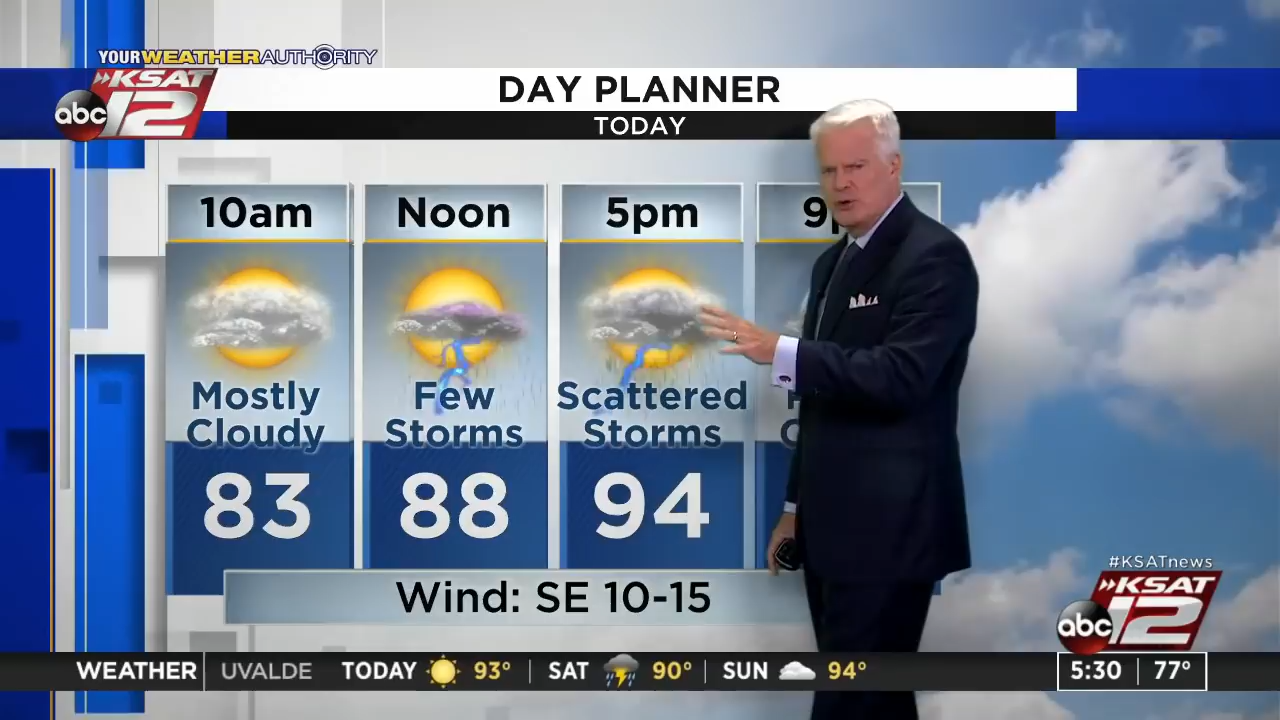 YOUR WEATHER AUTHORITY
KSAT
abc 12
DAY PLANNER
TODAY
10am
Noon
5pm
Mostly
Cloudy
Few
Storms
Scattered
Storms
83
88
94
Wind: SE 10-15
#KSATnews
KSAT
abc 12
WEATHER UVALDE TODAY 93° SAT 90° SUN 94° 5:30 77°